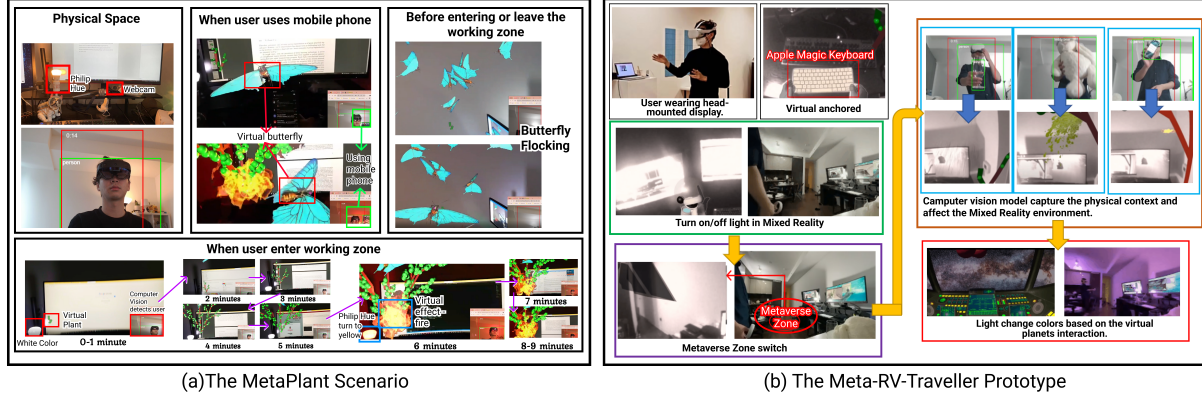 Physical Space
Philip
Hue
Webcam
0:14
person
When user uses mobile phone
Virtual butterfly
Using
mobile
phone
Before entering or leave the
working zone
Butterfly
Flocking
When user enter working zone
Computer
Vision
detects user
Virtual
Plant
White Color
0-1 minute
2 minutes
3 minutes
4 minutes
5 minutes
Philip Hue
turn to
yellow
Virtual
effect-
fire
6 minutes
7 minutes
8-9 minutes
(a)The MetaPlant Scenario
User wearing head-
mounted display.
Apple Magic Keyboard
Virtual anchored
Turn on/off light in Mixed Reality
Metaverse
Zone
Metaverse Zone switch
Camputer vision model capture the physical context and
affect the Mixed Reality environment.
Light change colors based on the virtual
planets interaction.
(b) The Meta-RV-Traveller Prototype